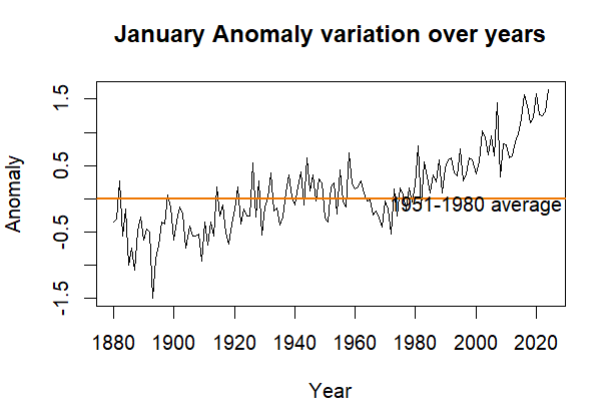 January Anomaly variation over years
1.5
0.5
-0.5
-1.5
Anomaly
1951-1980 average
1880 1900 1920 1940 1960 1980 2000 2020
Year